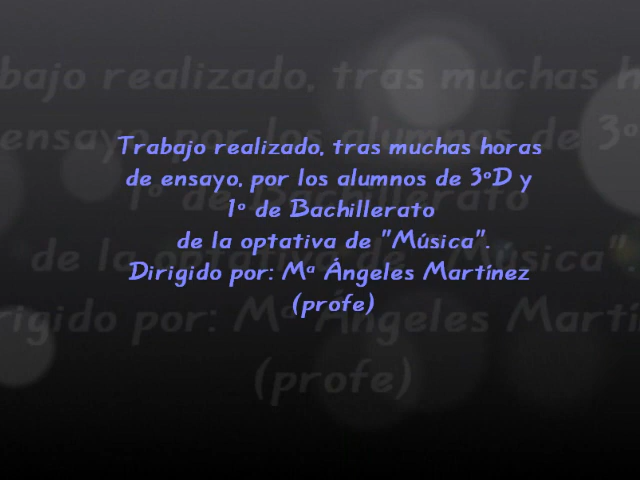 Trabajo realizado, tras muchas horas
de ensayo, por los alumnos de 3ºD y
1º de Bachillerato
de la optativa de "Música".
Dirigido por: Mª Ángeles Martínez
(profe)